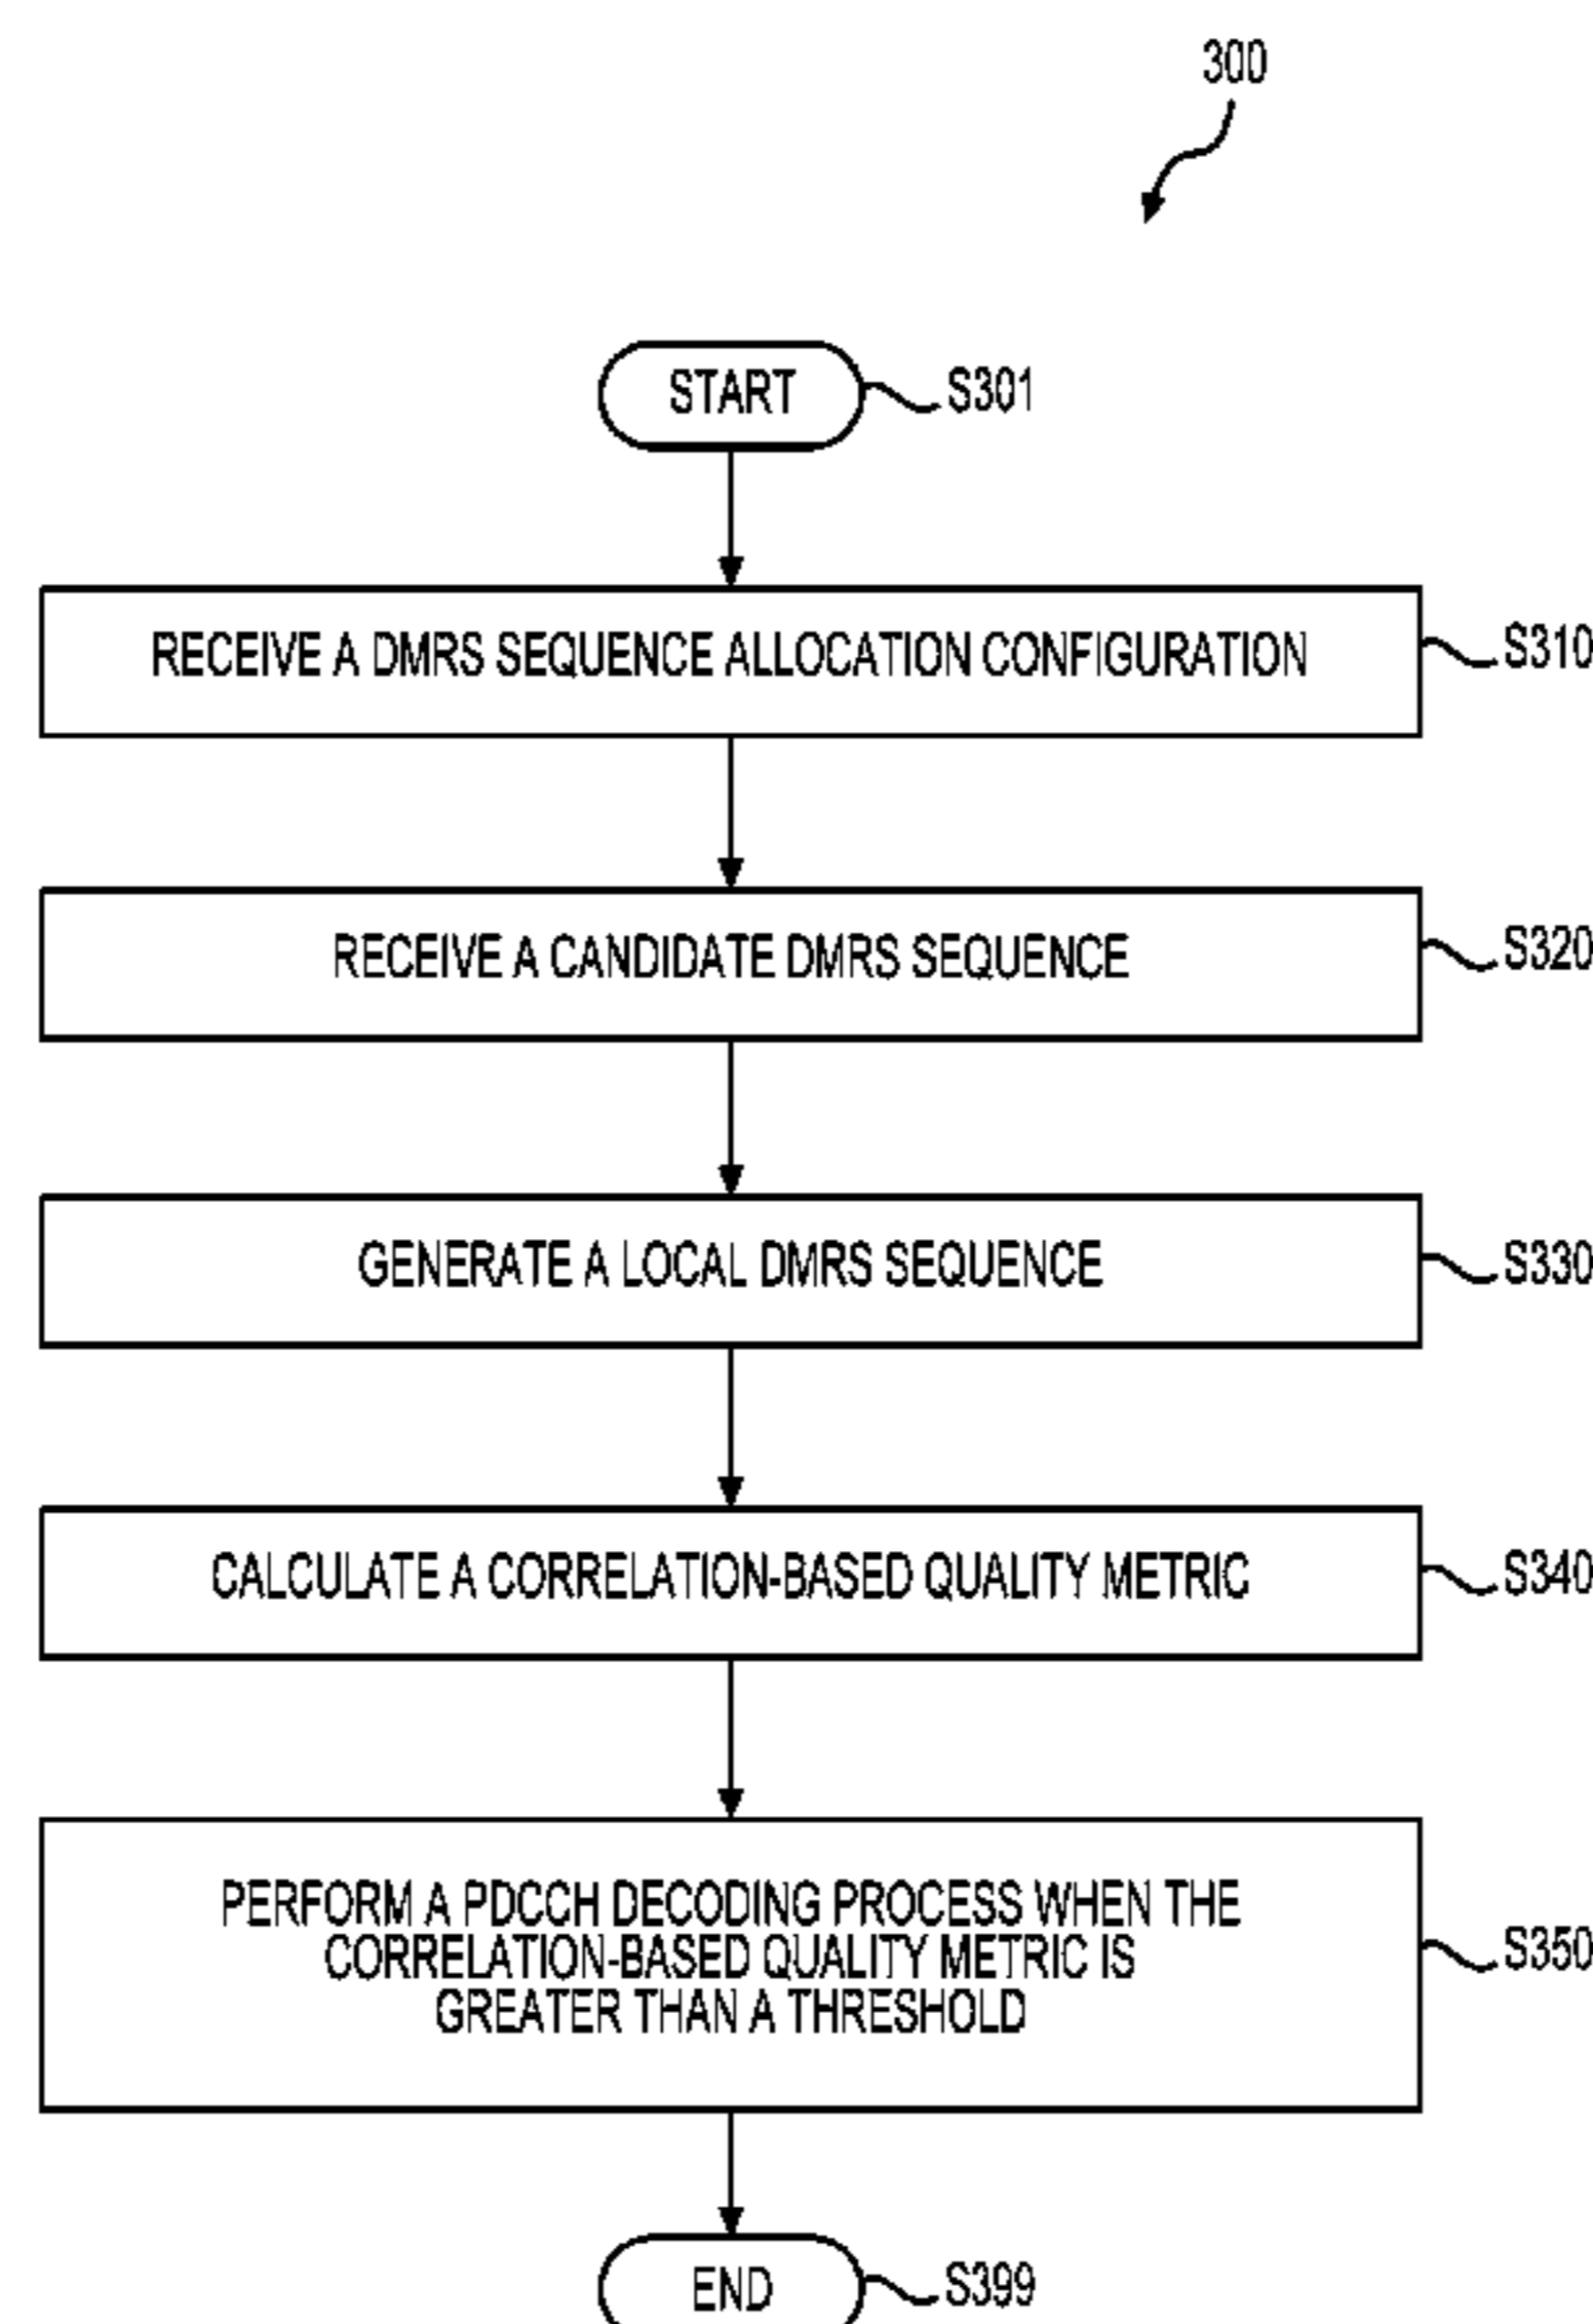 300
START
S301
RECEIVE A DMRS SEQUENCE ALLOCATION CONFIGURATION
S310
RECEIVE A CANDIDATE DMRS SEQUENCE
S320
GENERATE A LOCAL DMRS SEQUENCE
S330
CALCULATE A CORRELATION-BASED QUALITY METRIC
S340
PERFORM A PDCCH DECODING PROCESS WHEN THE
CORRELATION-BASED QUALITY METRIC IS
GREATER THAN A THRESHOLD
S350
END
S399